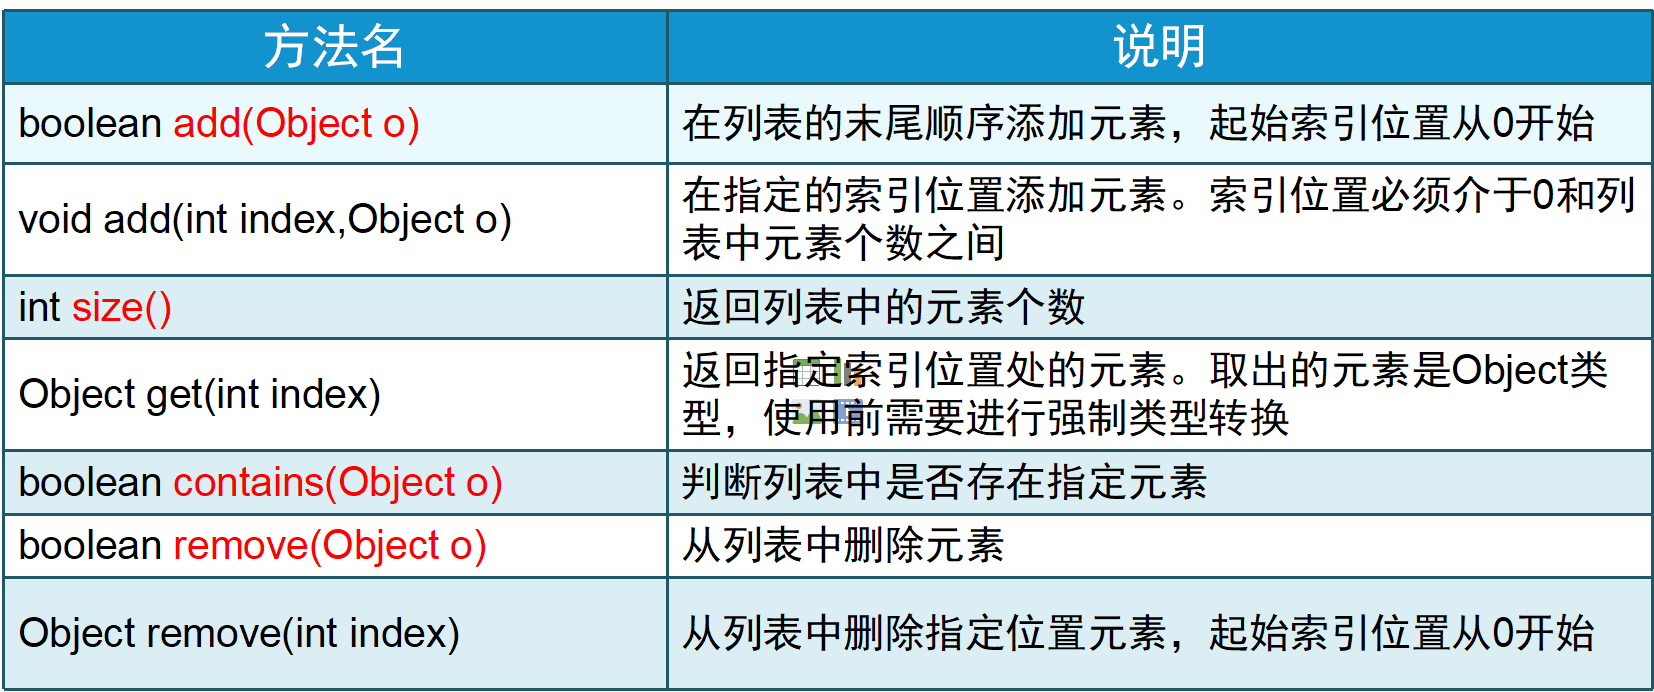 方法名
说明
boolean add(Object o)
在列表的末尾顺序添加元素，起始索引位置从0开始
void add(int index,Object o)
在指定的索引位置添加元素。索引位置必须介于0和列
表中元素个数之间
int size()
返回列表中的元素个数
Object get(int index)
返回指定索引位置处的元素。取出的元素是Object类
型，使用前需要进行强制类型转换
boolean contains(Object o)
判断列表中是否存在指定元素
boolean remove(Object o)
从列表中删除元素
Object remove(int index)
从列表中删除指定位置元素，起始索引位置从0开始